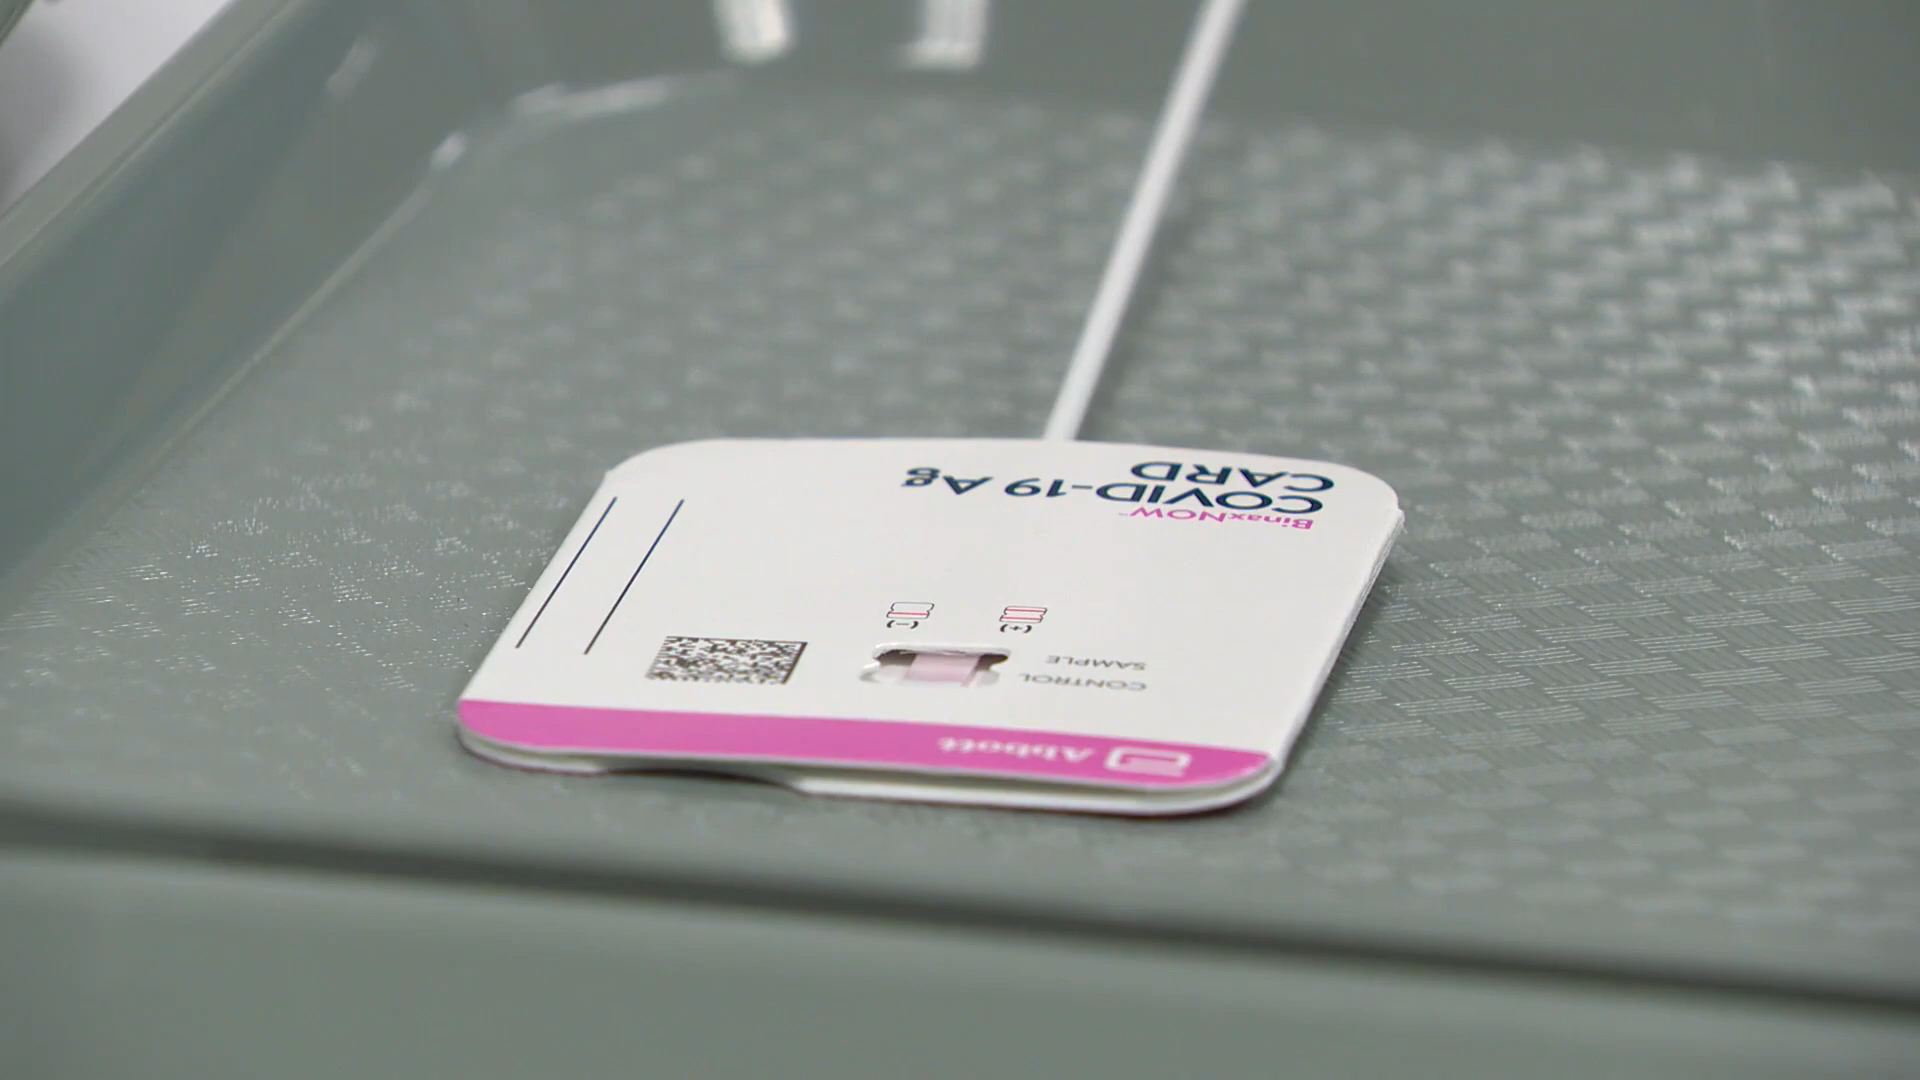 BinaxNOW™
COVID-19 Ag
CARD
(+)
(-)
SAMPLE
CONTROL
Abbott